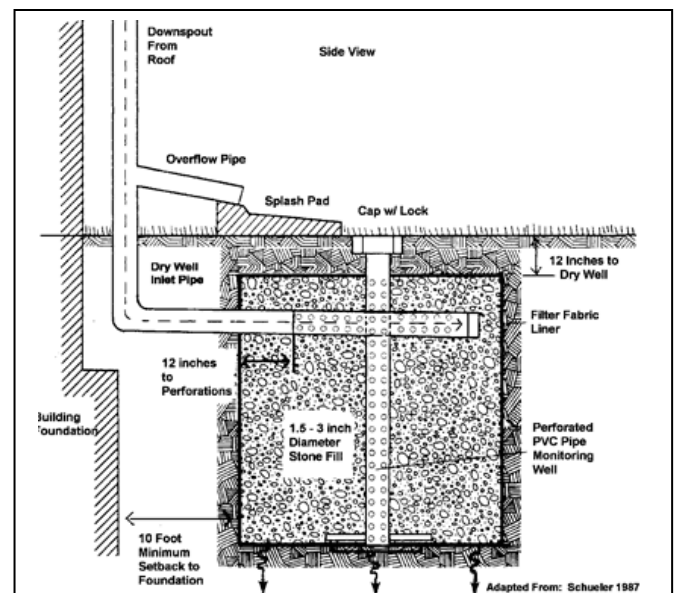 Downspout
From
Roof
Side View
Overflow Pipe
Splash Pad
Cap w/ Lock
Dry Well
Inlet Pipe
12 Inches to
Dry Well
Filter Fabric
Liner
12 inches
to
Perforations
Building
Foundation
1.5 - 3 inch
Diameter
Stone Fill
Perforated
PVC Pipe
Monitoring
Well
10 Foot
Minimum
Setback to
Foundation
Adapted From: Schueler 1987